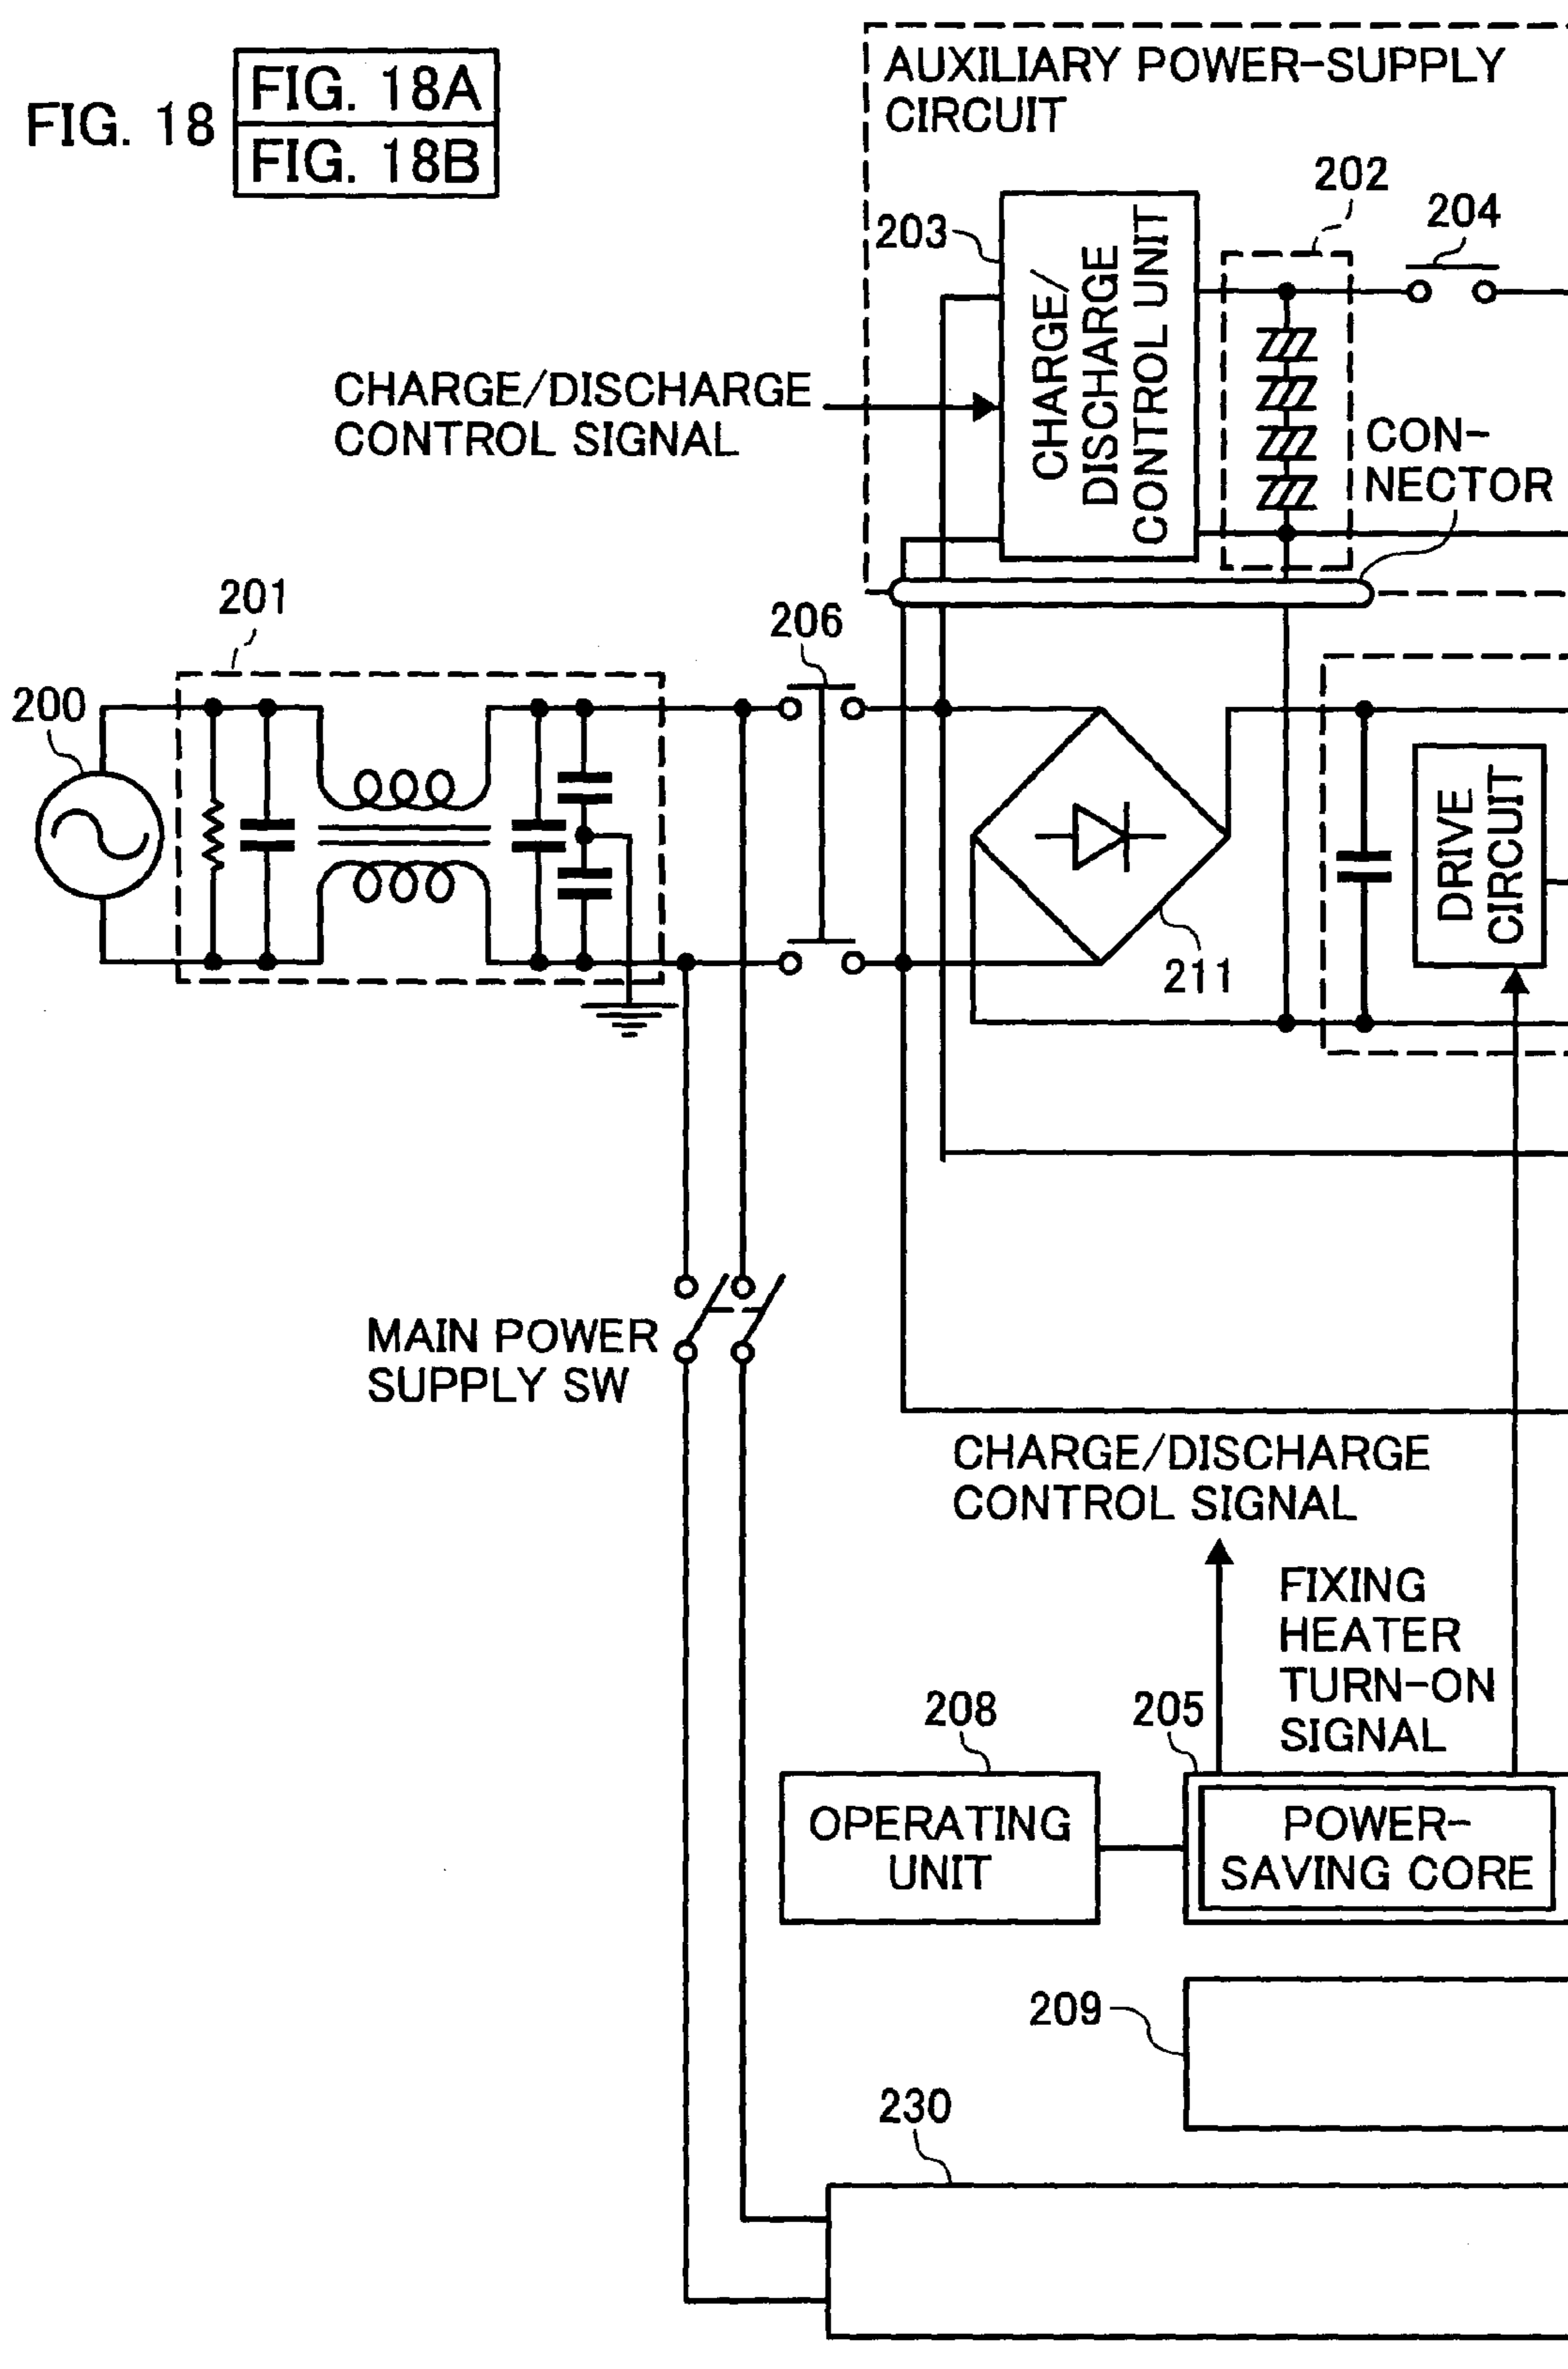 FIG. 18
FIG. 18A
FIG. 18B
AUXILIARY POWER-SUPPLY
CIRCUIT
202
204
203
CHARGE/
DISCHARGE
CONTROL UNIT
CHARGE/DISCHARGE
CONTROL SIGNAL
CON-
NECTOR
201
206
200
DRIVE
CIRCUIT
211
MAIN POWER
SUPPLY SW
CHARGE/DISCHARGE
CONTROL SIGNAL
FIXING
HEATER
TURN-ON
SIGNAL
208
205
OPERATING
UNIT
POWER-
SAVING CORE
209
230